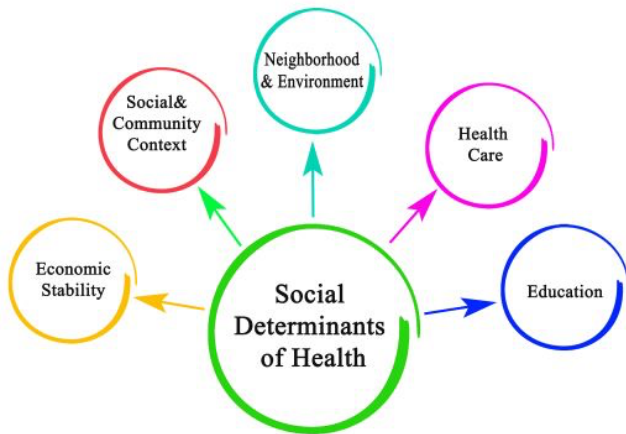 Neighborhood
& Environment
Social&
Community
Context
Health
Care
Economic
Stability
Education
Social
Determinants
of Health